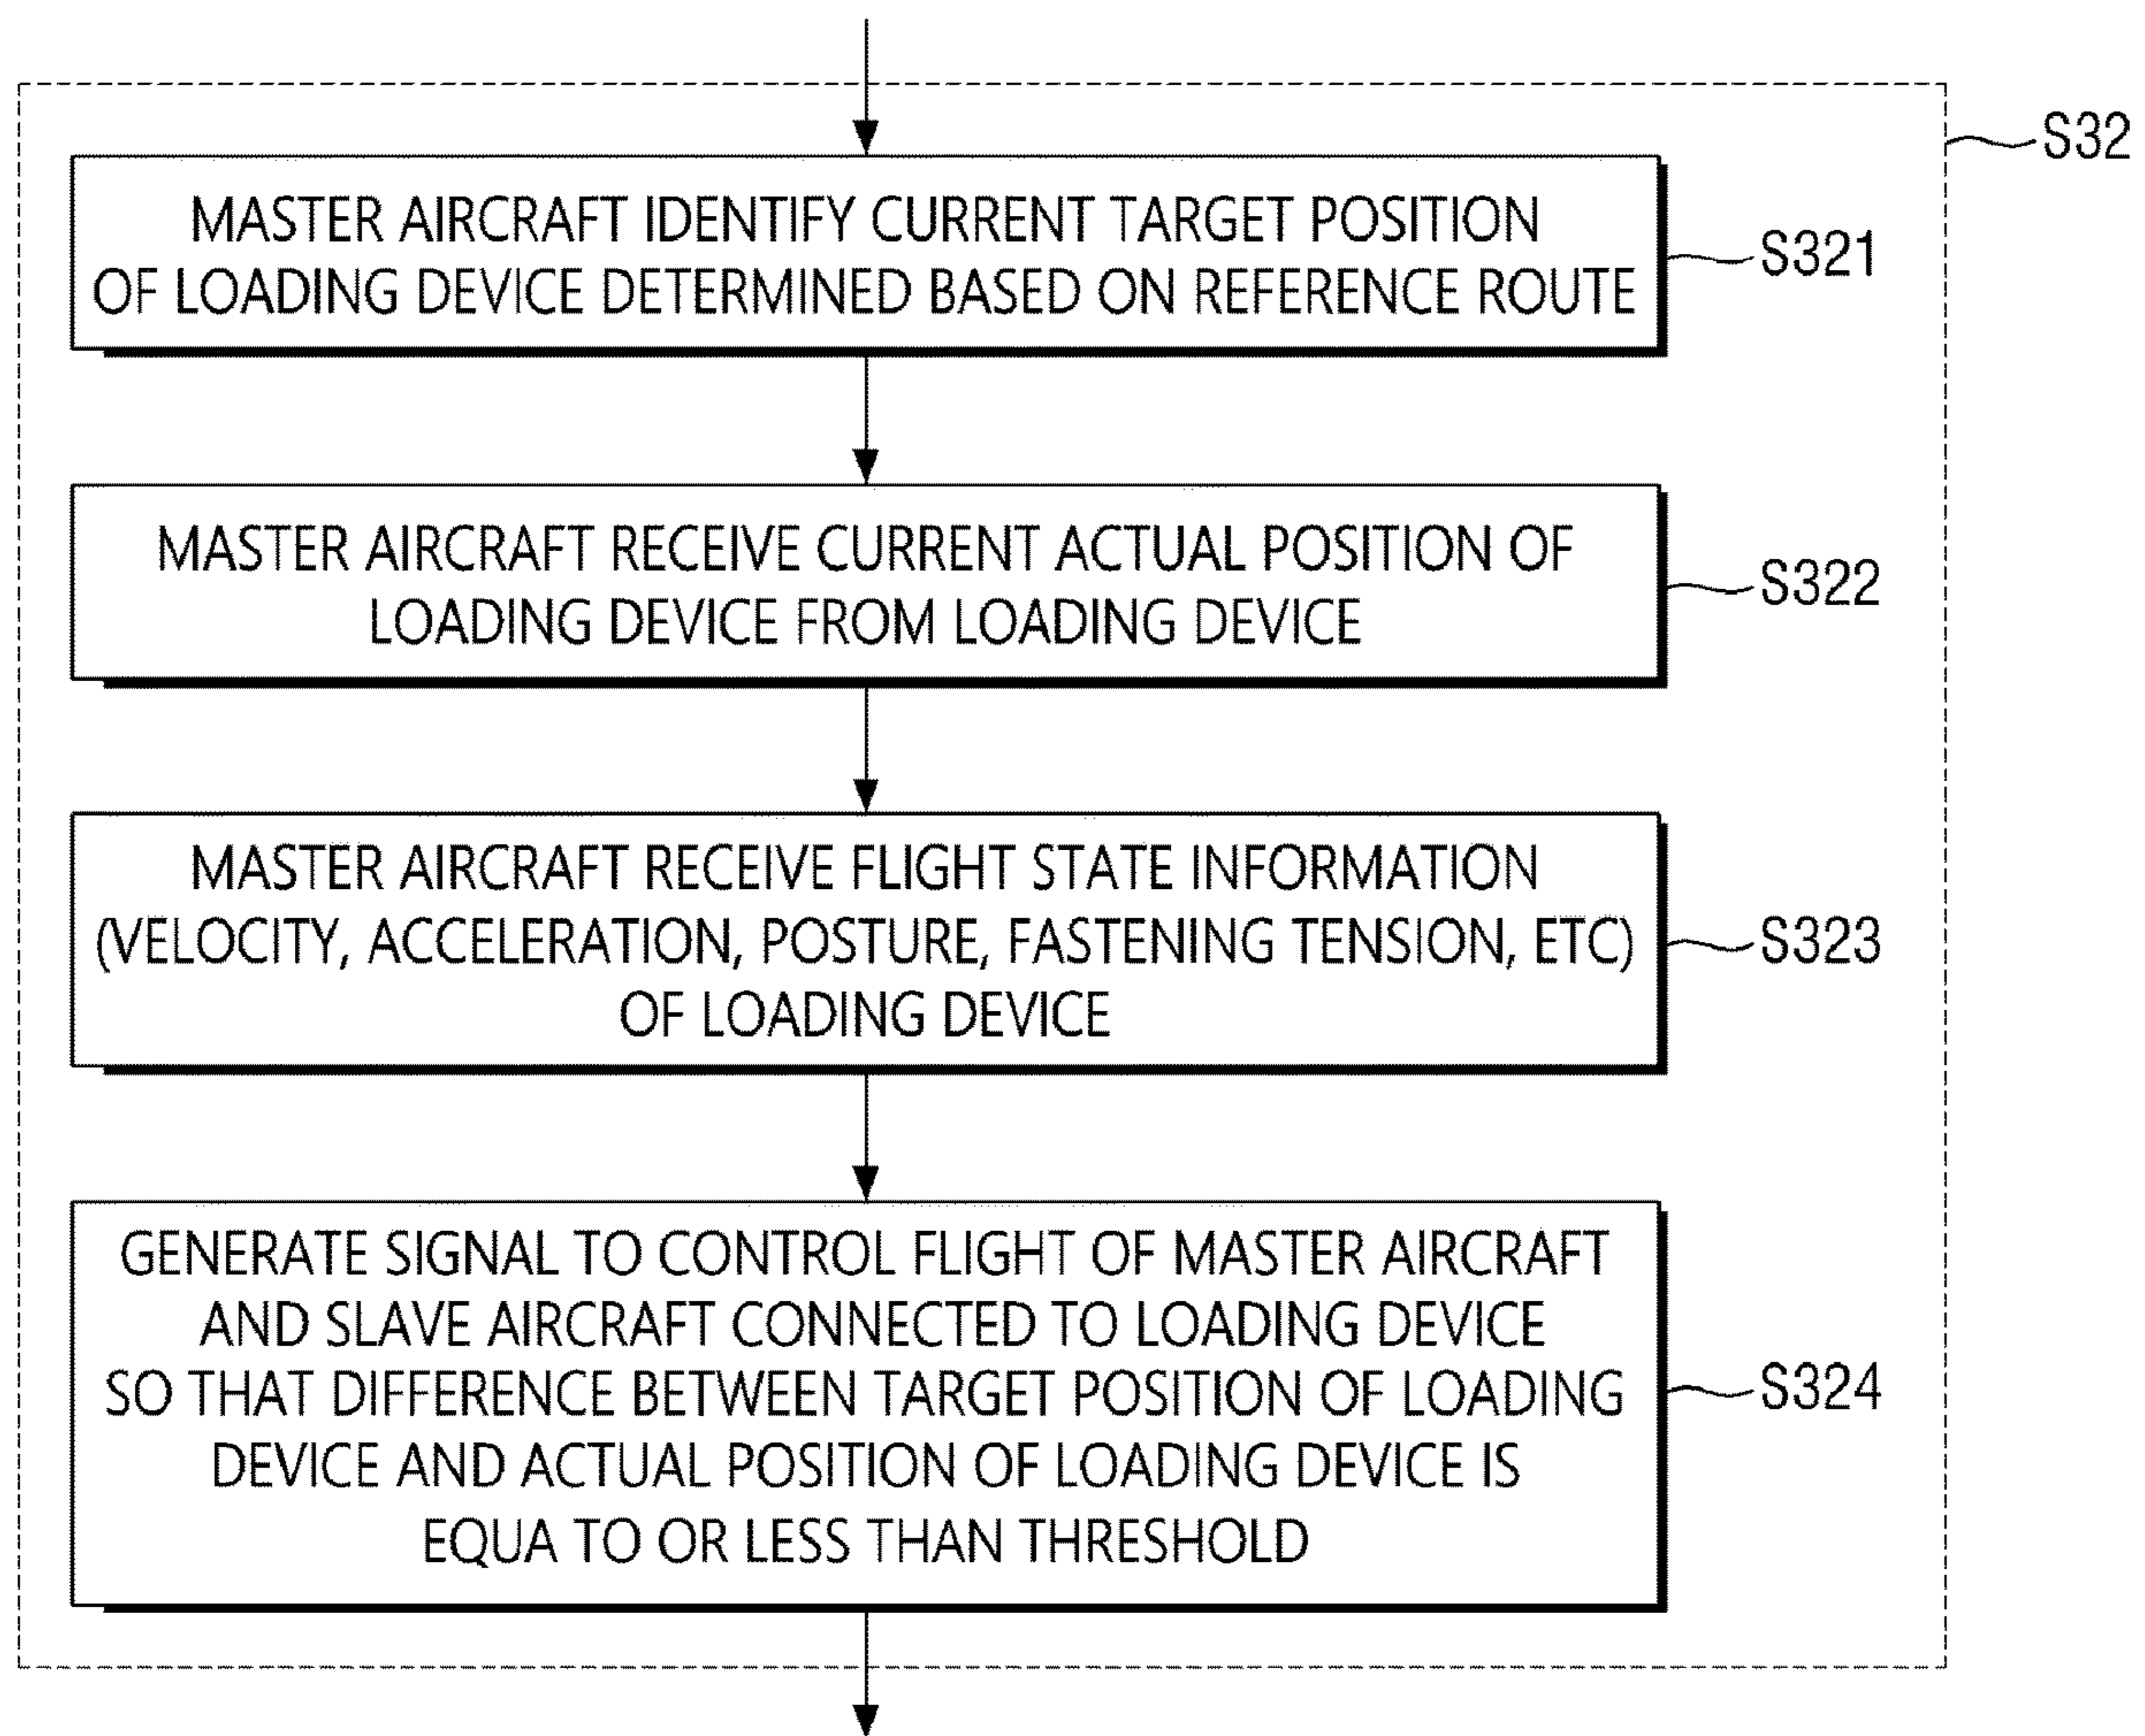 S32
MASTER AIRCRAFT IDENTIFY CURRENT TARGET POSITION
OF LOADING DEVICE DETERMINED BASED ON REFERENCE ROUTE
S321
MASTER AIRCRAFT RECEIVE CURRENT ACTUAL POSITION OF
LOADING DEVICE FROM LOADING DEVICE
S322
MASTER AIRCRAFT RECEIVE FLIGHT STATE INFORMATION
(VELOCITY, ACCELERATION, POSTURE, FASTENING TENSION, ETC)
OF LOADING DEVICE
S323
GENERATE SIGNAL TO CONTROL FLIGHT OF MASTER AIRCRAFT
AND SLAVE AIRCRAFT CONNECTED TO LOADING DEVICE
SO THAT DIFFERENCE BETWEEN TARGET POSITION OF LOADING
DEVICE AND ACTUAL POSITION OF LOADING DEVICE IS
EQUA TO OR LESS THAN THRESHOLD
S324